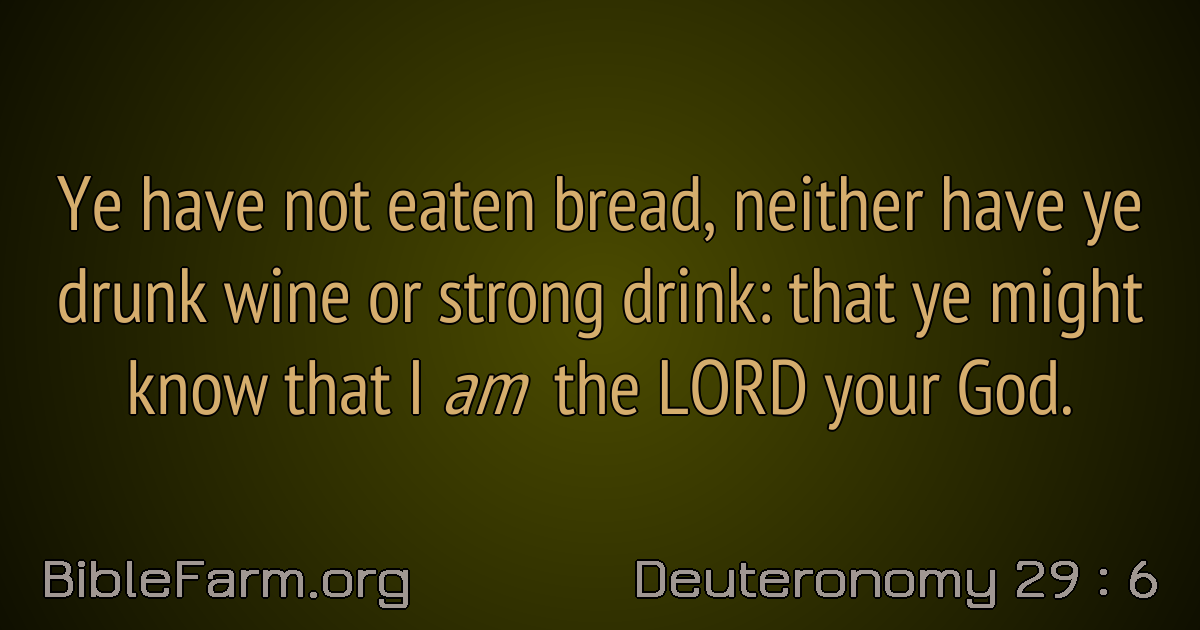 Ye have not eaten bread, neither have ye
drunk wine or strong drink: that ye might
know that I am the LORD your God.
BibleFarm.org
Deuteronomy 29 : 6